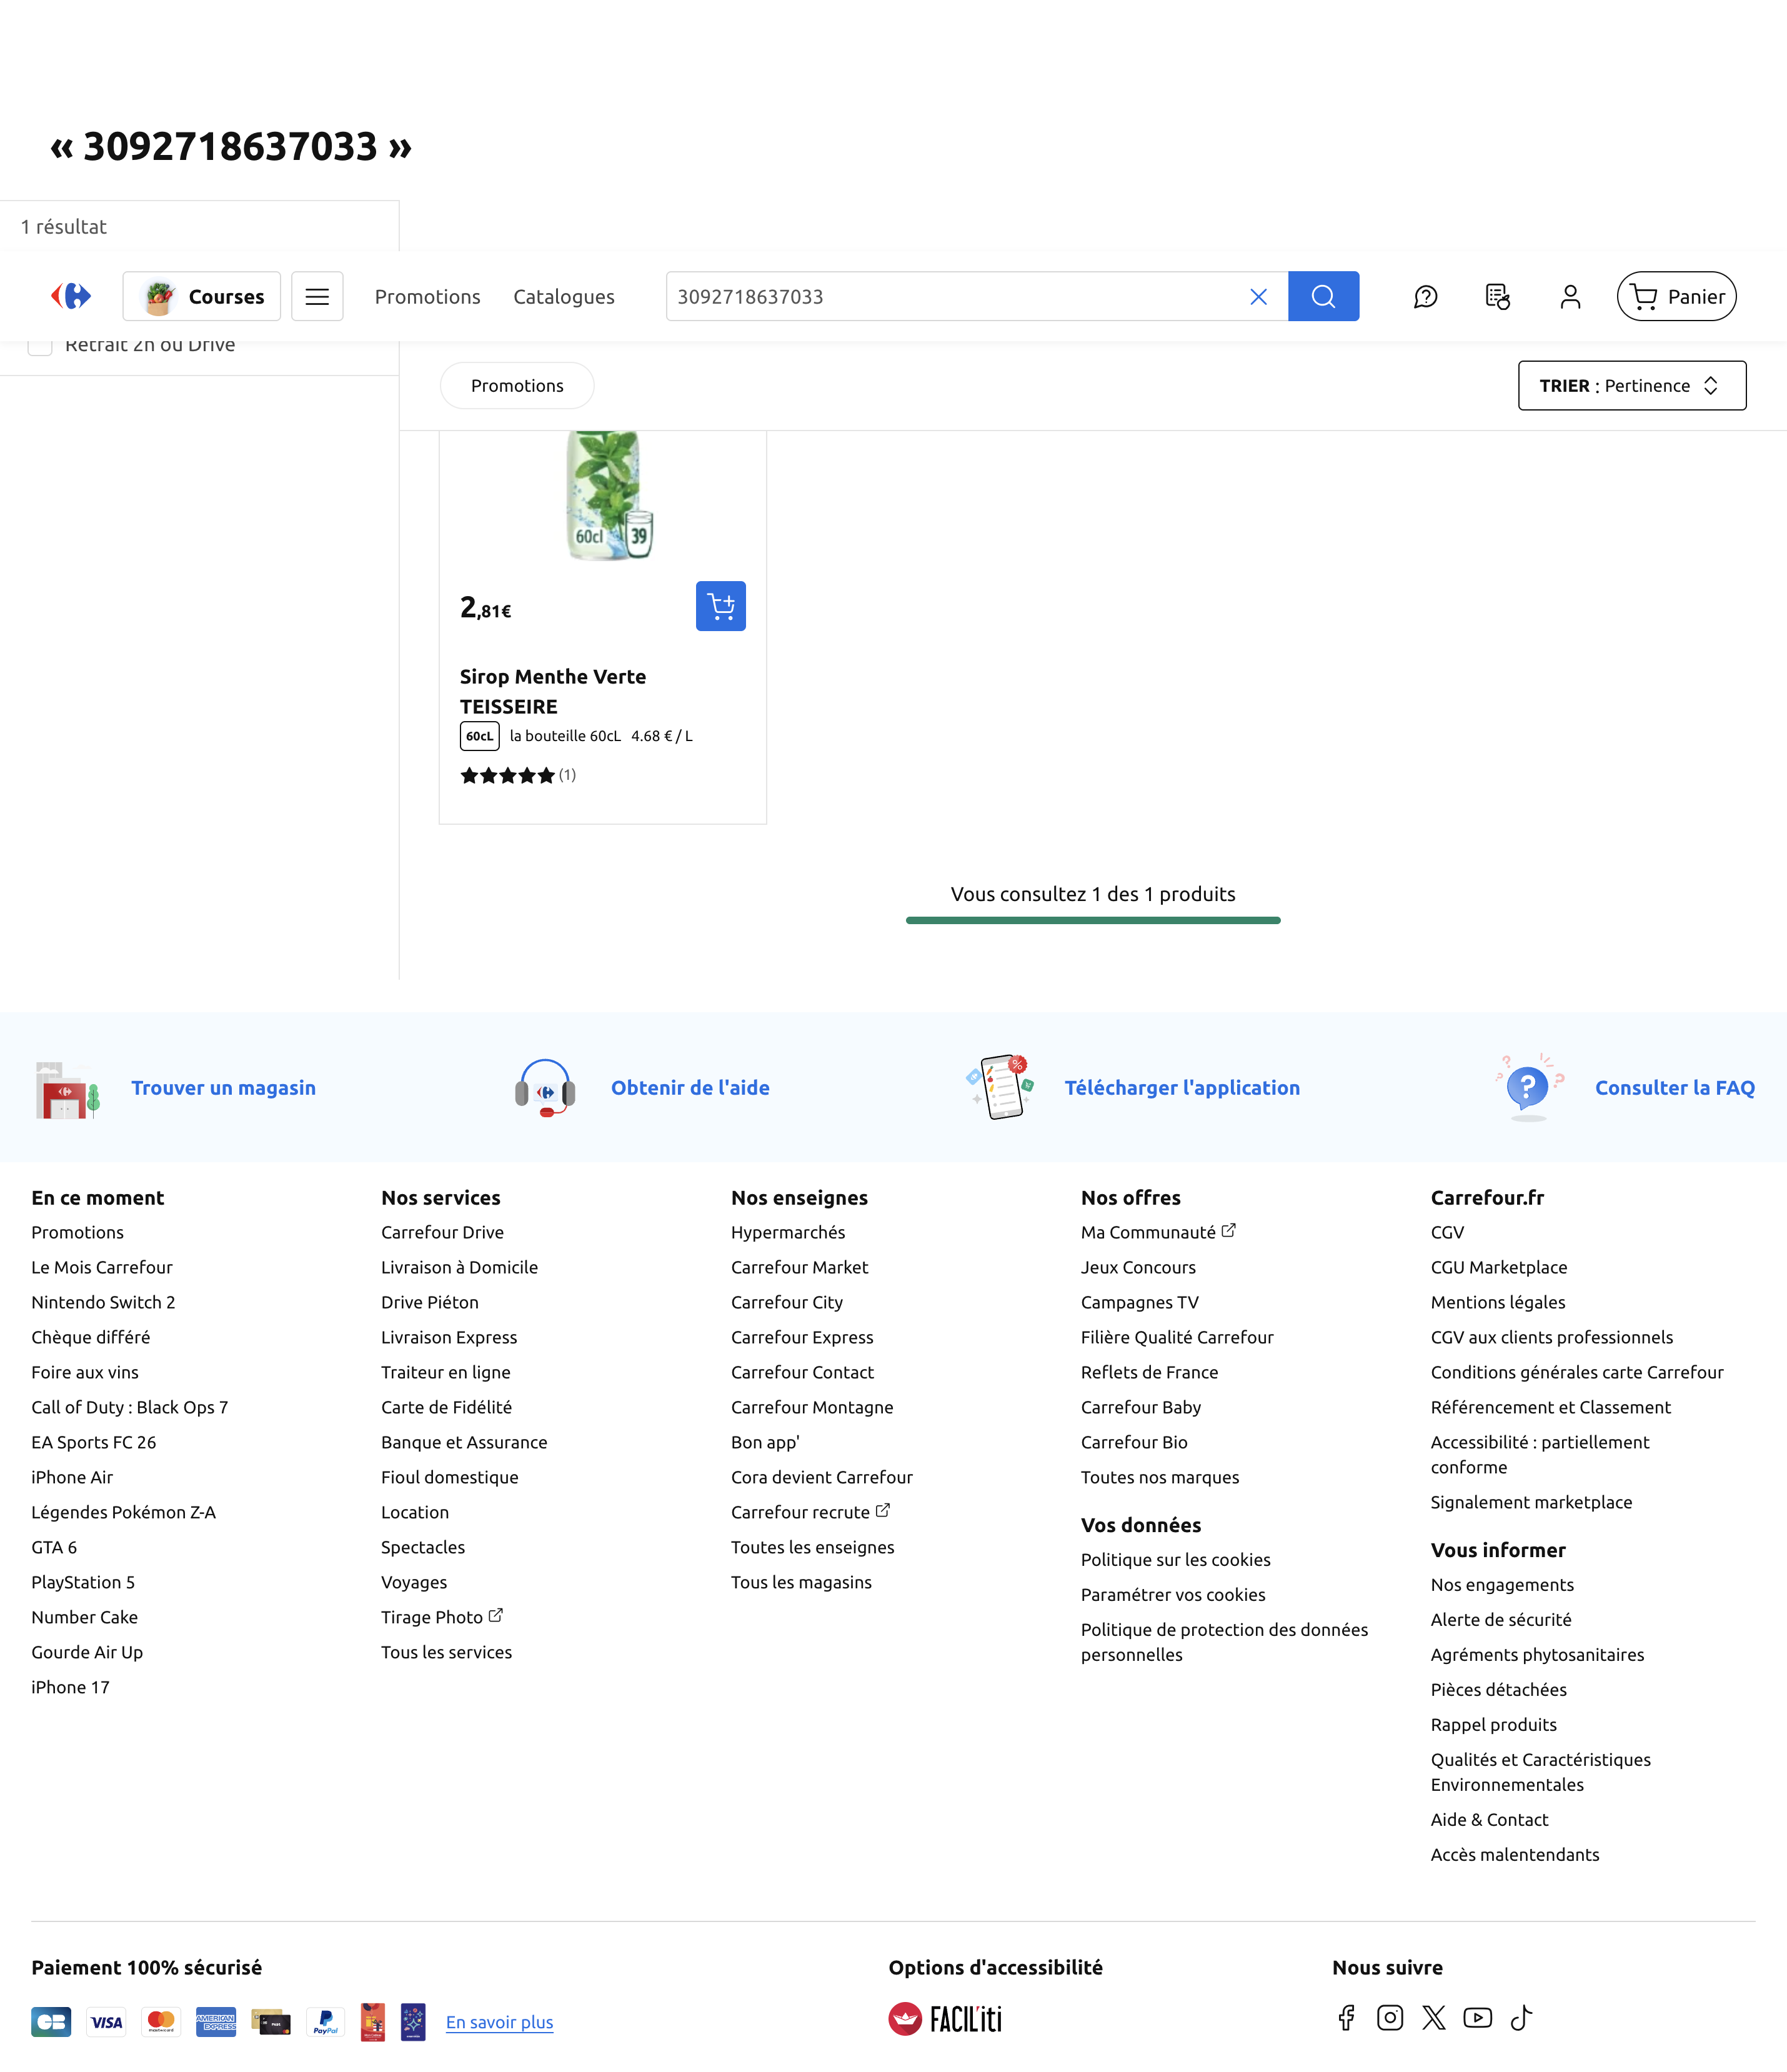 « 3092718637033 »
1 résultat
Courses
Promotions
Catalogues
3092718637033
Panier
Retrait 2h ou Drive
Promotions
TRIER : Pertinence
60cl
39
2,81€
Sirop Menthe Verte
TEISSEIRE
60cL la bouteille 60cL 4.68 € / L
(1)
Vous consultez 1 des 1 produits
Trouver un magasin
Obtenir de l'aide
Télécharger l'application
Consulter la FAQ
En ce moment
Promotions
Le Mois Carrefour
Nintendo Switch 2
Chèque différé
Foire aux vins
Call of Duty : Black Ops 7
EA Sports FC 26
iPhone Air
Légendes Pokémon Z-A
GTA 6
PlayStation 5
Number Cake
Gourde Air Up
iPhone 17
Nos services
Carrefour Drive
Livraison à Domicile
Drive Piéton
Livraison Express
Traiteur en ligne
Carte de Fidélité
Banque et Assurance
Fioul domestique
Location
Spectacles
Voyages
Tirage Photo
Tous les services
Nos enseignes
Hypermarchés
Carrefour Market
Carrefour City
Carrefour Express
Carrefour Contact
Carrefour Montagne
Bon app'
Cora devient Carrefour
Carrefour recrute
Toutes les enseignes
Tous les magasins
Nos offres
Ma Communauté
Jeux Concours
Campagnes TV
Filière Qualité Carrefour
Reflets de France
Carrefour Baby
Carrefour Bio
Toutes nos marques
Vos données
Politique sur les cookies
Paramétrer vos cookies
Politique de protection des données
personnelles
Carrefour.fr
CGV
CGU Marketplace
Mentions légales
CGV aux clients professionnels
Conditions générales carte Carrefour
Référencement et Classement
Accessibilité : partiellement
conforme
Signalement marketplace
Vous informer
Nos engagements
Alerte de sécurité
Agréments phytosanitaires
Pièces détachées
Rappel produits
Qualités et Caractéristiques
Environnementales
Aide & Contact
Accès malentendants
Paiement 100% sécurisé
CB
VISA
mastercard
AMERICAN
EXPRESS
PayPal
En savoir plus
Options d'accessibilité
FACIL'iti
Nous suivre